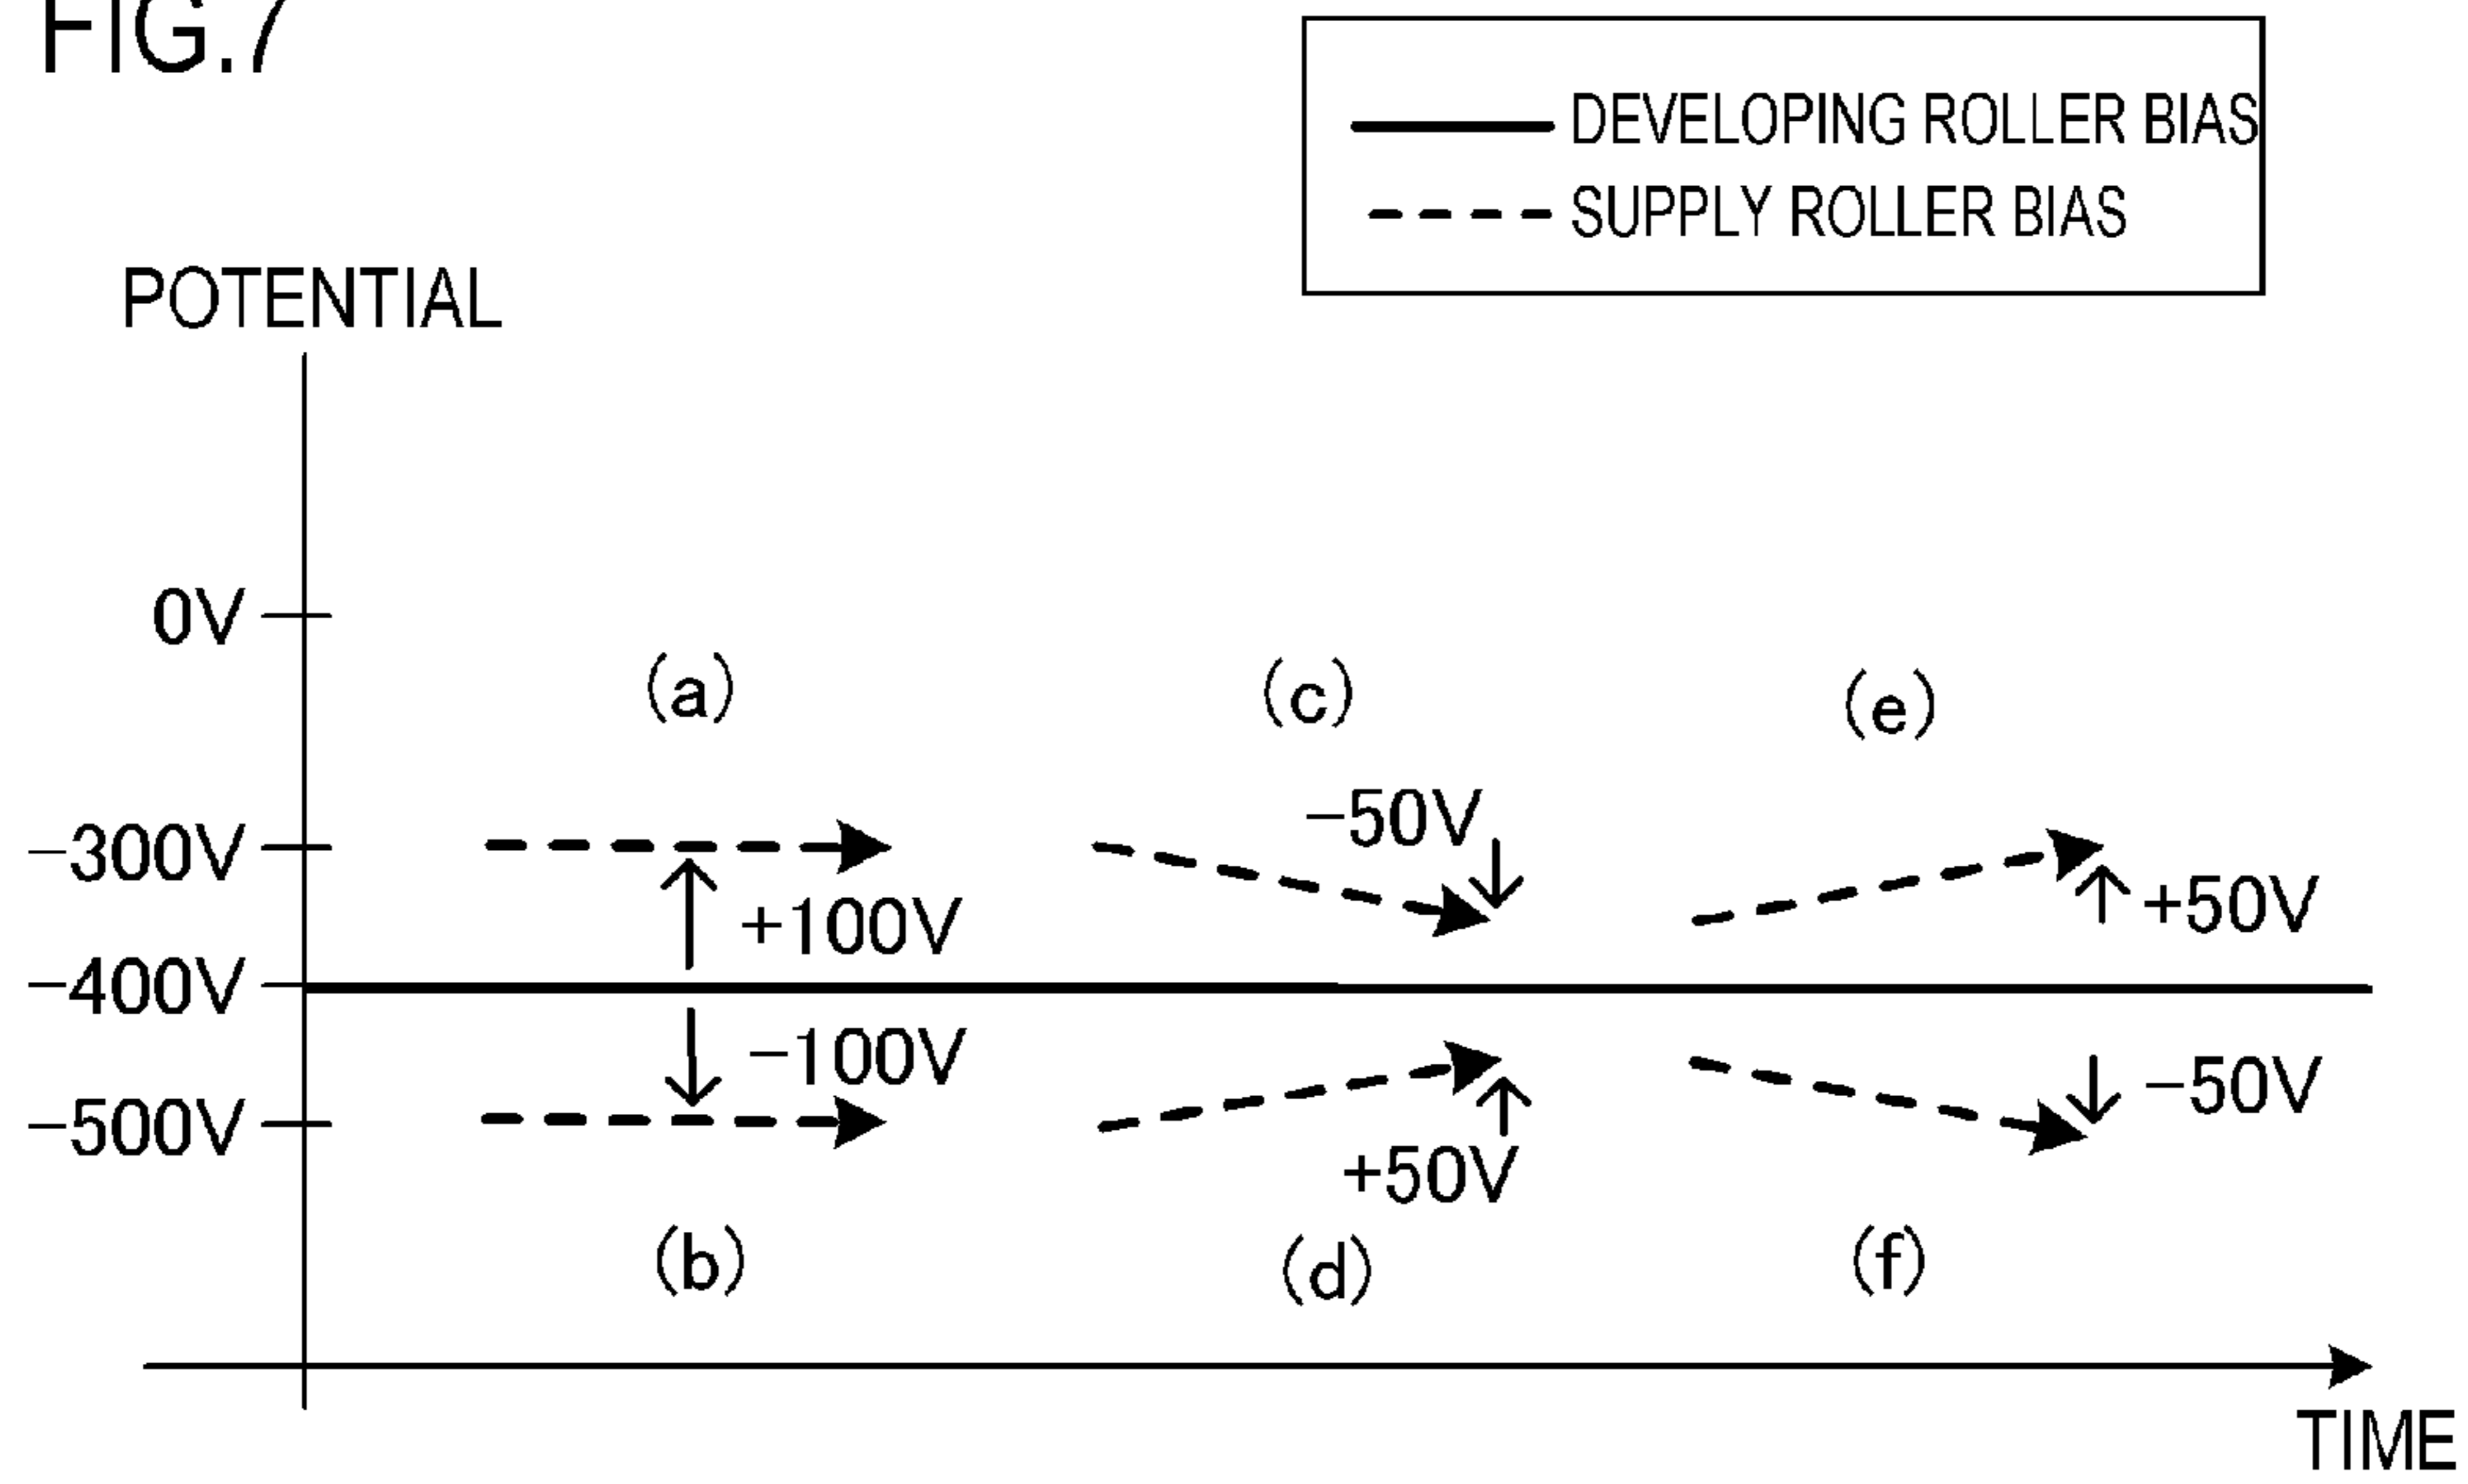 FIG.7
DEVELOPING ROLLER BIAS
SUPPLY ROLLER BIAS
POTENTIAL
0V
(a)
(c)
(e)
−50V
−300V
+100V
+50V
−400V
−100V
−50V
−500V
+50V
(b)
(d)
(f)
TIME